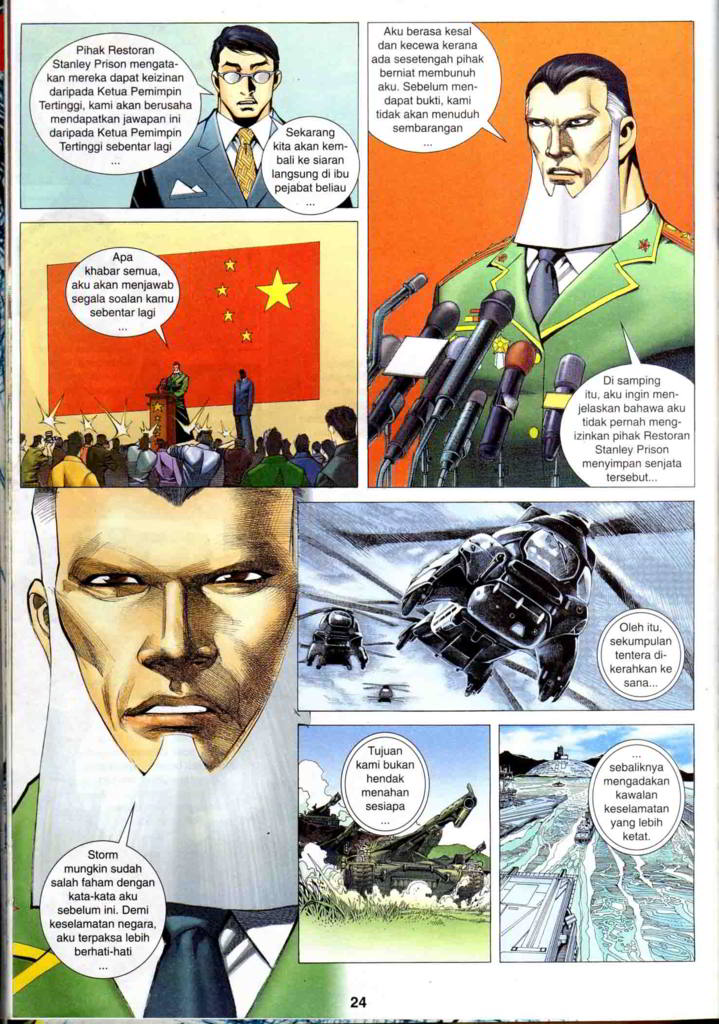 Pihak Restoran
Stanley Prison mengata-
kan mereka dapat keizinan
daripada Ketua Pemimpin
Tertinggi, kami akan berusaha
mendapatkan jawapan ini
daripada Ketua Pemimpin
Tertinggi sebentar lagi
...
Sekarang
kita akan kem-
bali ke siaran
langsung di ibu
pejabat beliau
...
Apa
khabar semua,
aku akan menjawab
segala soalan kamu
sebentar lagi
...
Aku berasa kesal
dan kecewa kerana
ada sesetengah pihak
berniat membunuh
aku. Sebelum men-
dapat bukti, kami
tidak akan menuduh
sembarangan
...
Di samping
itu, aku ingin men-
jelaskan bahawa aku
tidak pernah meng-
izinkan pihak Restoran
Stanley Prison
menyimpan senjata
tersebut...
Storm
mungkin sudah
salah faham dengan
kata-kata aku
sebelum ini. Demi
keselamatan negara,
aku terpaksa lebih
berhati-hati
...
Oleh itu,
sekumpulan
tentera di-
kerahkan ke
sana...
Tujuan
kami bukan
hendak
menahan
sesiapa
...
...
sebaliknya
mengadakan
kawalan
keselamatan
yang lebih
ketat.
24